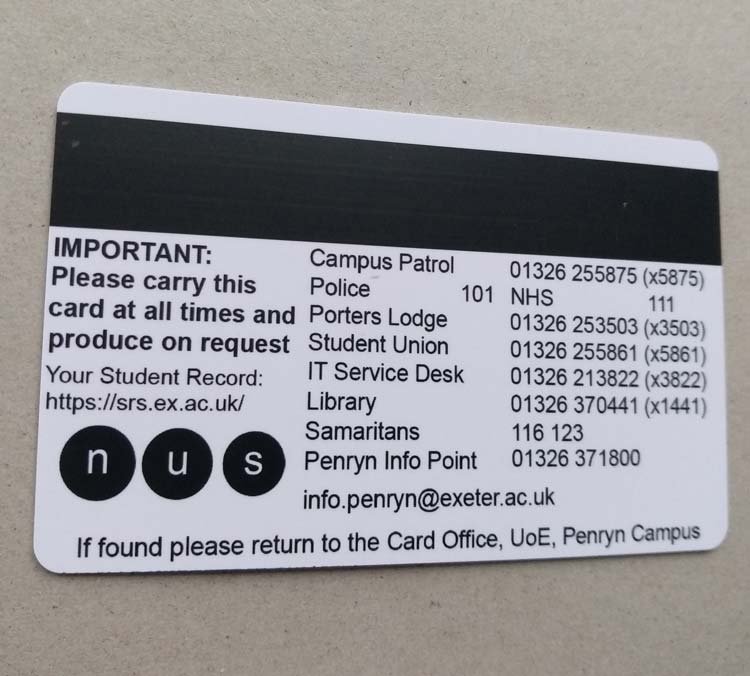 IMPORTANT:
Please carry this
card at all times and
produce on request
Your Student Record:
https://srs.ex.ac.uk/
n u s
Campus Patrol 01326 255875 (x5875)
Police 101 NHS 111
Porters Lodge 01326 253503 (x3503)
Student Union 01326 255861 (x5861)
IT Service Desk 01326 213822 (x3822)
Library 01326 370441 (x1441)
Samaritans 116 123
Penryn Info Point 01326 371800
info.penryn@exeter.ac.uk
If found please return to the Card Office, UoE, Penryn Campus